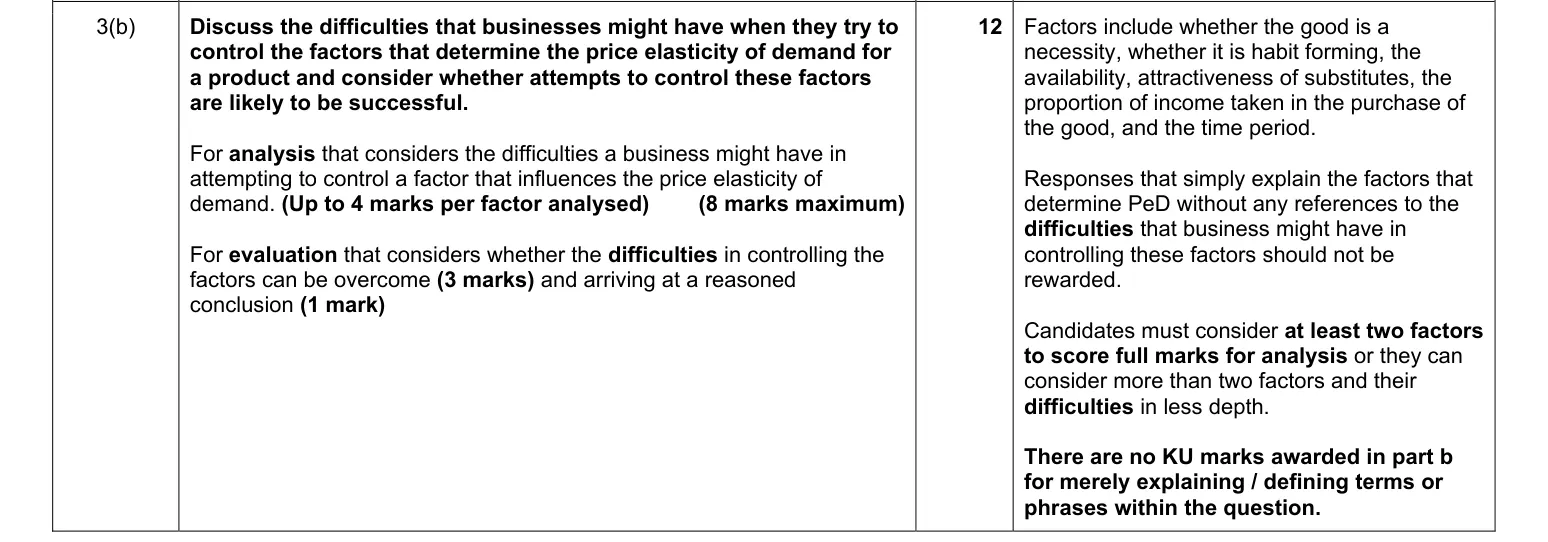 3(b)
Discuss the difficulties that businesses might have when they try to
control the factors that determine the price elasticity of demand for
a product and consider whether attempts to control these factors
are likely to be successful.
For analysis that considers the difficulties a business might have in
attempting to control a factor that influences the price elasticity of
demand. (Up to 4 marks per factor analysed) (8 marks maximum)
For evaluation that considers whether the difficulties in controlling the
factors can be overcome (3 marks) and arriving at a reasoned
conclusion (1 mark)
12
Factors include whether the good is a
necessity, whether it is habit forming, the
availability, attractiveness of substitutes, the
proportion of income taken in the purchase of
the good, and the time period.
Responses that simply explain the factors that
determine PeD without any references to the
difficulties that business might have in
controlling these factors should not be
rewarded.
Candidates must consider at least two factors
to score full marks for analysis or they can
consider more than two factors and their
difficulties in less depth.
There are no KU marks awarded in part b
for merely explaining / defining terms or
phrases within the question.